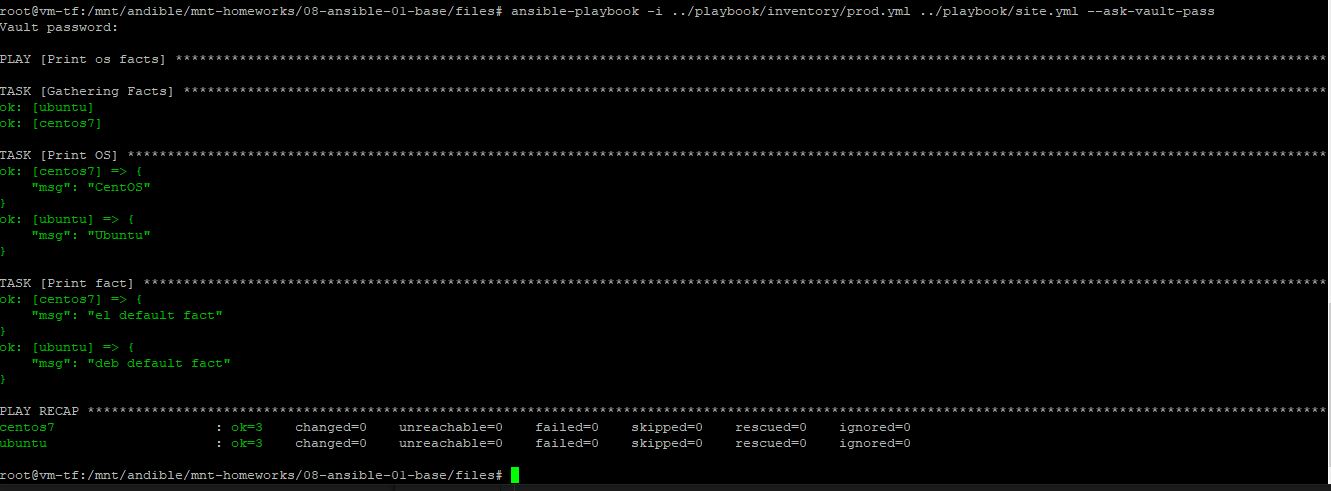 root@vm-tf:/mnt/andible/mnt-homeworks/08-ansible-01-base/files# ansible-playbook -i ../playbook/inventory/prod.yml ../playbook/site.yml --ask-vault-pass
Vault password:
PLAY [Print os facts] ************************************************************************************************************************************************
TASK [Gathering Facts] ***********************************************************************************************************************************************
ok: [ubuntu]
ok: [centos7]
TASK [Print OS] ******************************************************************************************************************************************************
ok: [centos7] => {
    "msg": "CentOS"
}
ok: [ubuntu] => {
    "msg": "Ubuntu"
}
TASK [Print fact] ****************************************************************************************************************************************************
ok: [centos7] => {
    "msg": "el default fact"
}
ok: [ubuntu] => {
    "msg": "deb default fact"
}
PLAY RECAP ***********************************************************************************************************************************************************
centos7                    : ok=3    changed=0    unreachable=0    failed=0    skipped=0    rescued=0    ignored=0
ubuntu                     : ok=3    changed=0    unreachable=0    failed=0    skipped=0    rescued=0    ignored=0
root@vm-tf:/mnt/andible/mnt-homeworks/08-ansible-01-base/files#